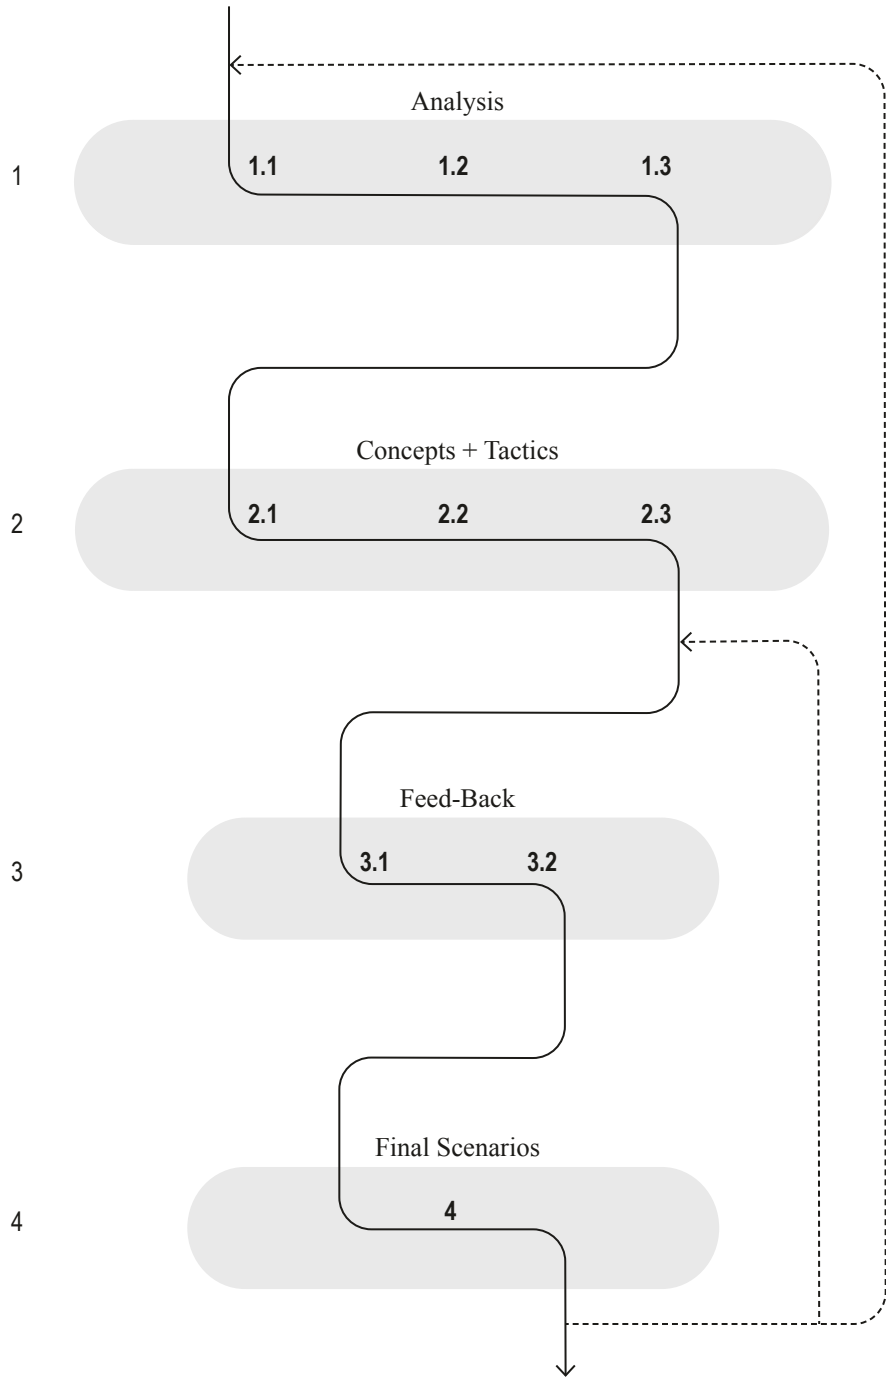 Analysis
1 1.1 1.2 1.3
Concepts + Tactics
2 2.1 2.2 2.3
Feed-Back
3 3.1 3.2
Final Scenarios
4 4